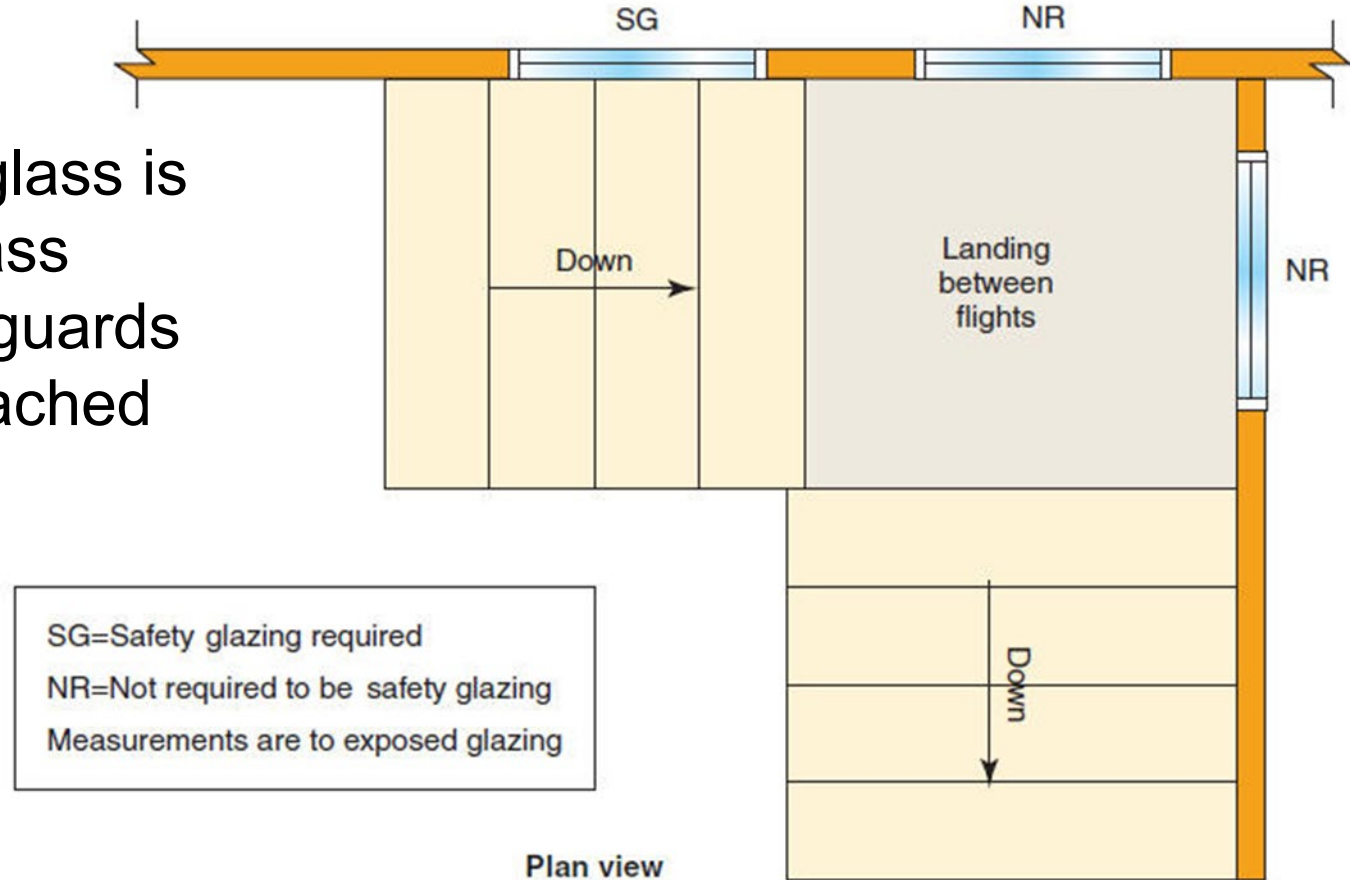 SG
NR
glass is
ass
guards
ached
Down
Landing
between
flights
NR
Down
SG=Safety glazing required
NR=Not required to be safety glazing
Measurements are to exposed glazing
Plan view